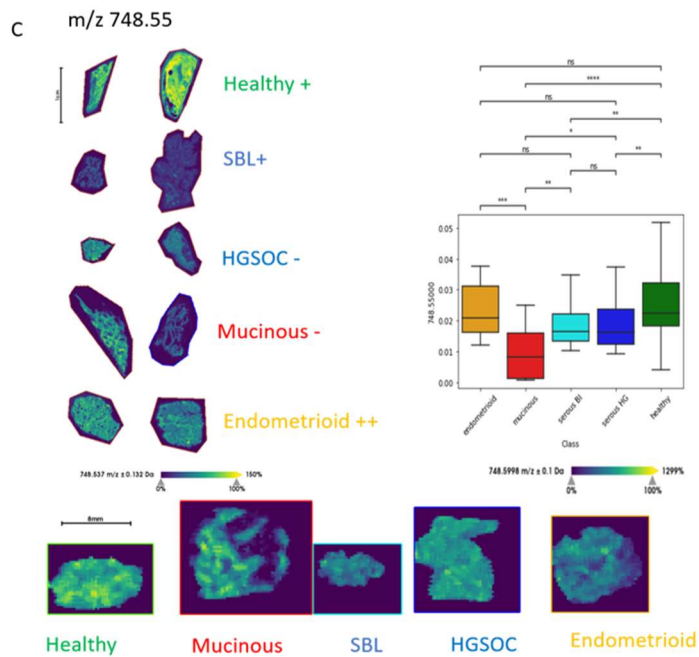 C
m/z 748.55
1cm
Healthy +
SBL+
HGSOC -
Mucinous -
Endometrioid ++
748.537 m/z ± 0.132 Da
150%
0%
100%
ns
****
ns
**
*
ns
**
ns
**
***
0.05
0.04
0.03
0.02
0.01
0.00
748.55000
endometrioid
mucinous
serous Bl
serous HG
healthy
Class
748.5998 m/z ± 0.1 Da
1299%
0%
100%
6mm
Healthy
Mucinous
SBL
HGSOC
Endometrioid